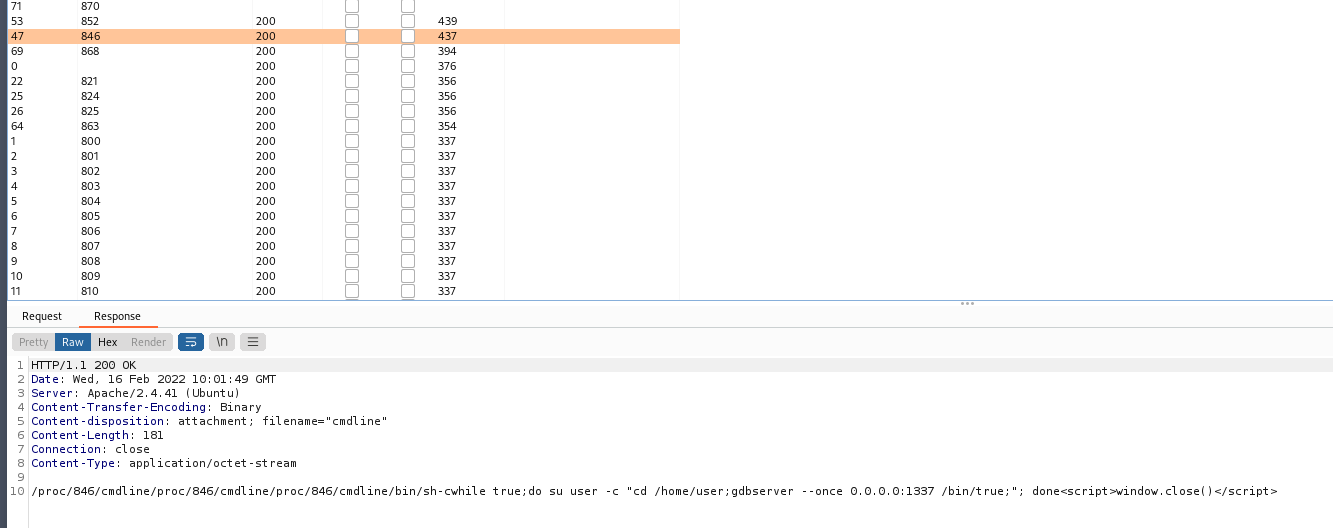 71 870
53 852 200 439
47 846 200 437
69 868 200 394
0 200 376
22 821 200 356
25 824 200 356
26 825 200 356
64 863 200 354
1 800 200 337
2 801 200 337
3 802 200 337
4 803 200 337
5 804 200 337
6 805 200 337
7 806 200 337
8 807 200 337
9 808 200 337
10 809 200 337
11 810 200 337
Request Response
Pretty Raw Hex Render \n
1 HTTP/1.1 200 OK
2 Date: Wed, 16 Feb 2022 10:01:49 GMT
3 Server: Apache/2.4.41 (Ubuntu)
4 Content-Transfer-Encoding: Binary
5 Content-disposition: attachment; filename="cmdline"
6 Content-Length: 181
7 Connection: close
8 Content-Type: application/octet-stream
9
10 /proc/846/cmdline/proc/846/cmdline/proc/846/cmdline/bin/sh-cwhile true;do su user -c "cd /home/user;gdbserver --once 0.0.0.0:1337 /bin/true;"; done<script>window.close()</script>